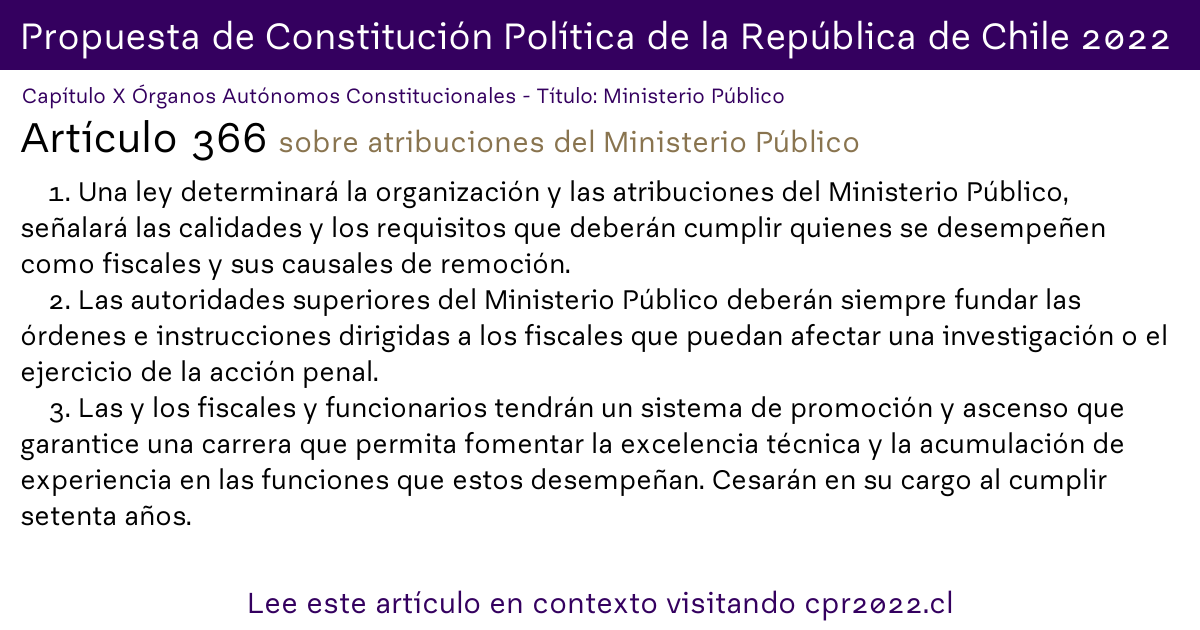 Propuesta de Constitución Política de la República de Chile 2022
Capítulo X Órganos Autónomos Constitucionales - Título: Ministerio Público
Artículo 366 sobre atribuciones del Ministerio Público
1. Una ley determinará la organización y las atribuciones del Ministerio Público,
señalará las calidades y los requisitos que deberán cumplir quienes se desempeñen
como fiscales y sus causales de remoción.
2. Las autoridades superiores del Ministerio Público deberán siempre fundar las
órdenes e instrucciones dirigidas a los fiscales que puedan afectar una investigación o el
ejercicio de la acción penal.
3. Las y los fiscales y funcionarios tendrán un sistema de promoción y ascenso que
garantice una carrera que permita fomentar la excelencia técnica y la acumulación de
experiencia en las funciones que estos desempeñan. Cesarán en su cargo al cumplir
setenta años.
Lee este artículo en contexto visitando cpr2022.cl